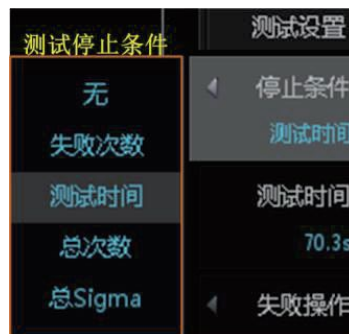 测试停止条件
无
失败次数
测试时间
总次数
总Sigma
测试设置
停止条件
测试时间
测试时间
70.3s
失败操作